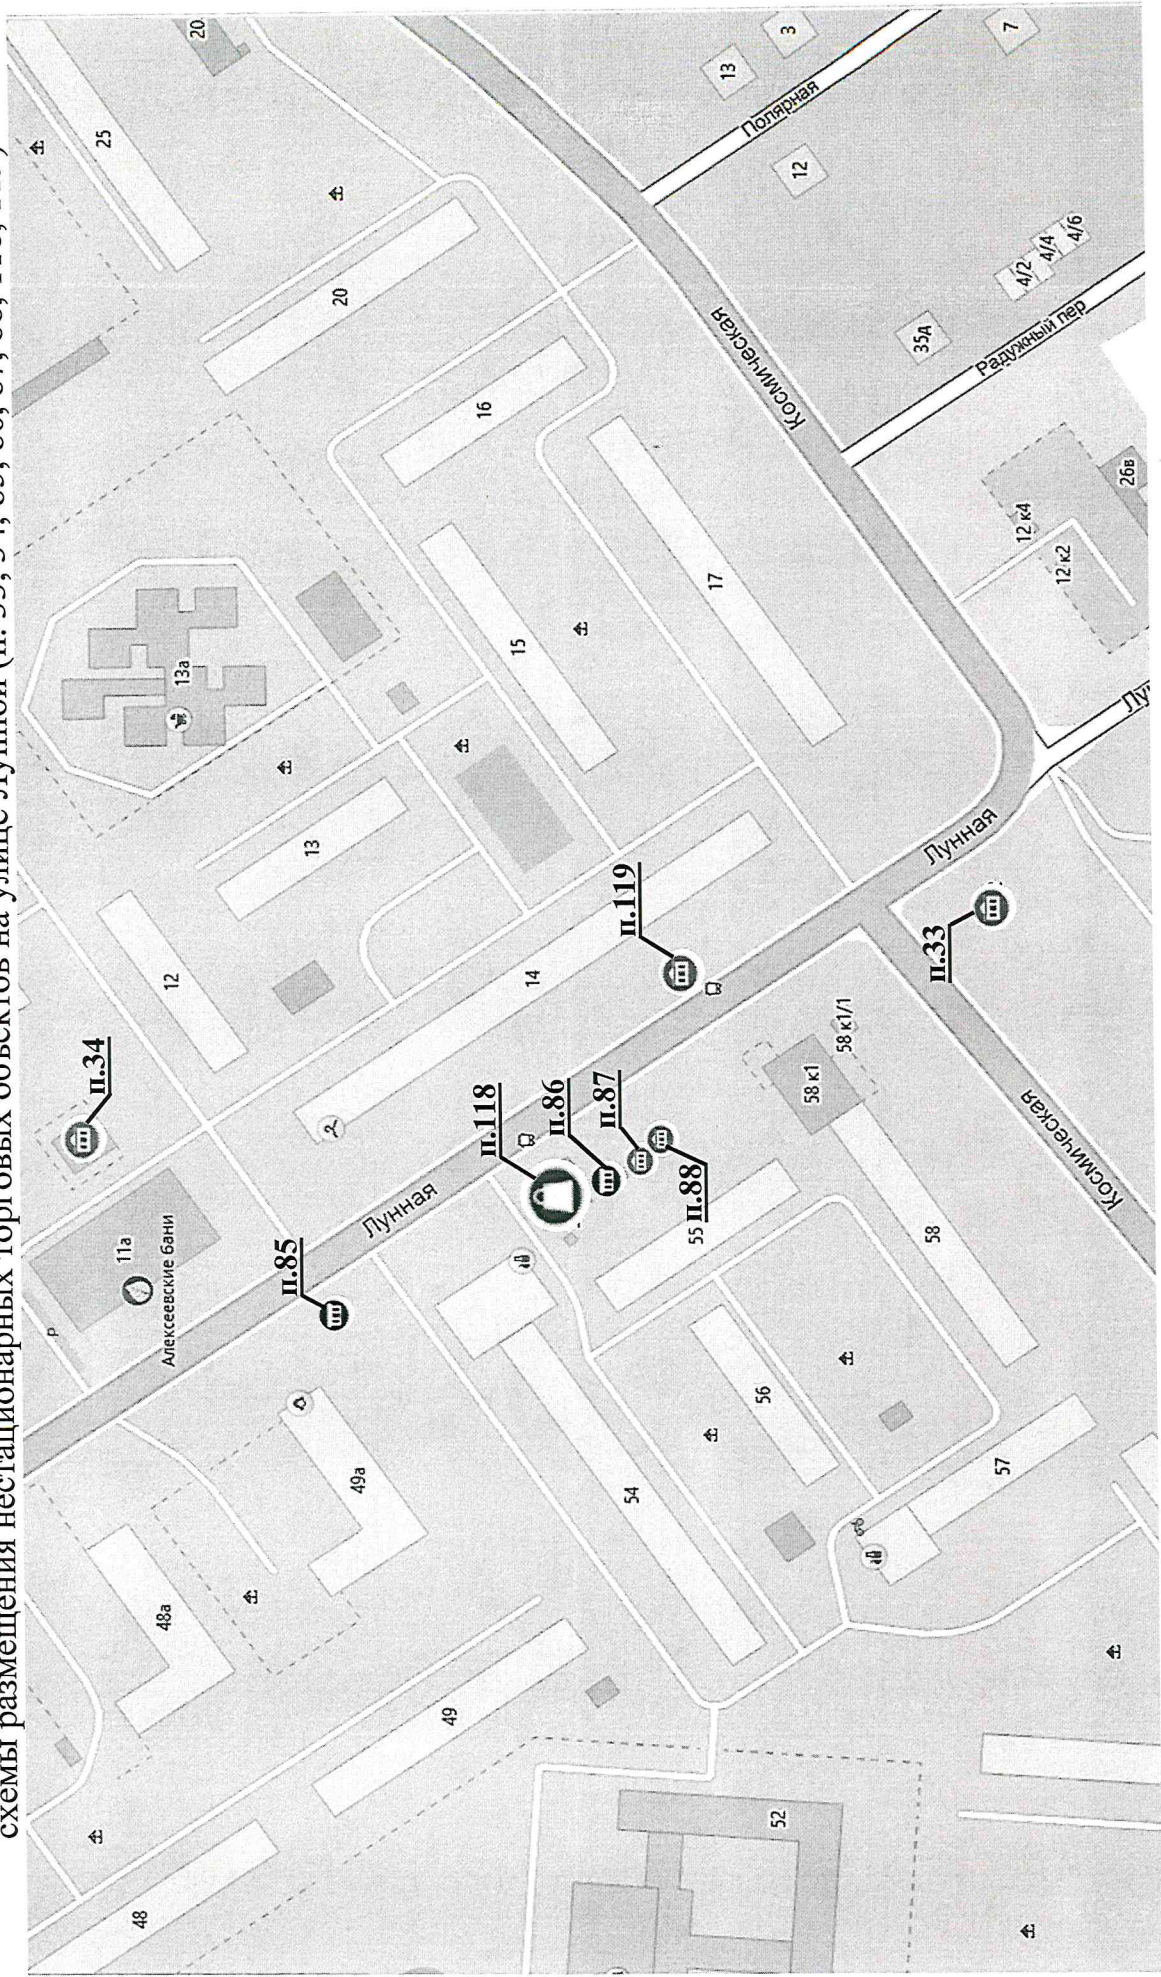 схемы размещения нестационарных торговых объектов на улице Лунной (п. 33, 34, 85, 86, 87, 88, 118, 119)
P
п.34
25
48
11а
20
Алексеевские бани
48а
12
13а
п.85
13
20
49а
Лунная
49
п.118
16
14
15
п.86
п.87
п.119
54
55
п.88
17
Космическая
13
56
Полярная
52
3
12
58 к1
58 к1/1
58
п.33
35д
Лунная
57
7
Радужный пер
4/2
4/4
4/6
12 к4
12 к2
Космическая
26в